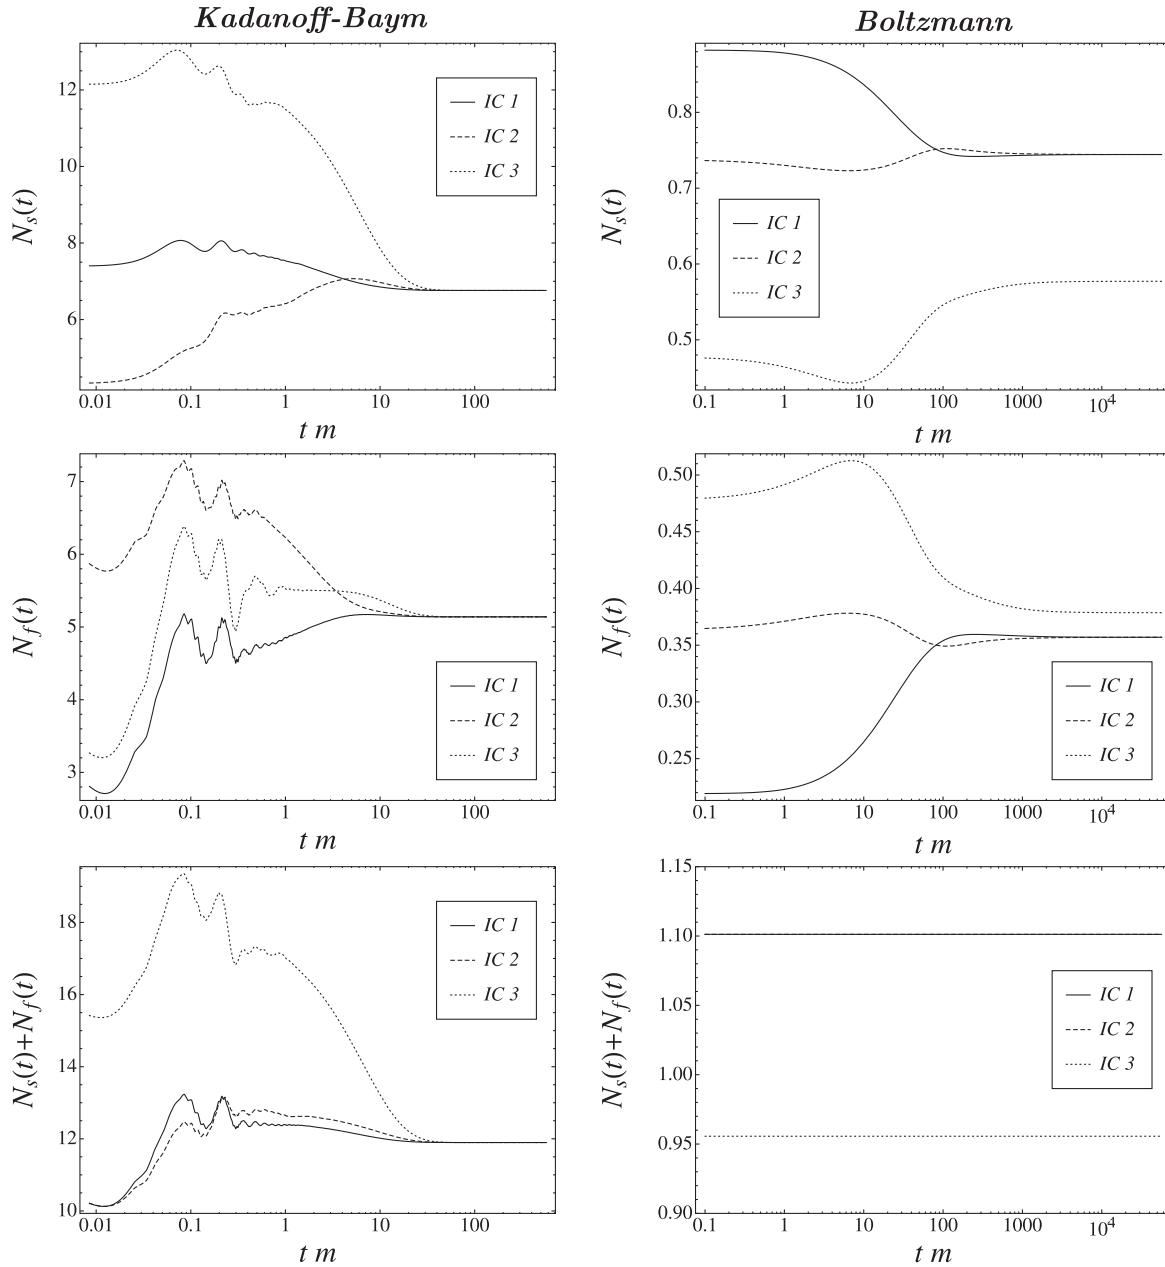 Kadanoff-Baym
12
10
8
6
0.01 0.1 1 10 100
N_s(t)
t m
IC 1
IC 2
IC 3
Boltzmann
0.8
0.7
0.6
0.5
0.1 1 10 100 1000 10^4
N_s(t)
t m
IC 1
IC 2
IC 3
7
6
5
4
3
0.01 0.1 1 10 100
N_f(t)
t m
IC 1
IC 2
IC 3
0.50
0.45
0.40
0.35
0.30
0.25
0.1 1 10 100 1000 10^4
N_f(t)
t m
IC 1
IC 2
IC 3
18
16
14
12
10
0.01 0.1 1 10 100
N_s(t)+N_f(t)
t m
IC 1
IC 2
IC 3
1.15
1.10
1.05
1.00
0.95
0.90
0.1 1 10 100 1000 10^4
N_s(t)+N_f(t)
t m
IC 1
IC 2
IC 3